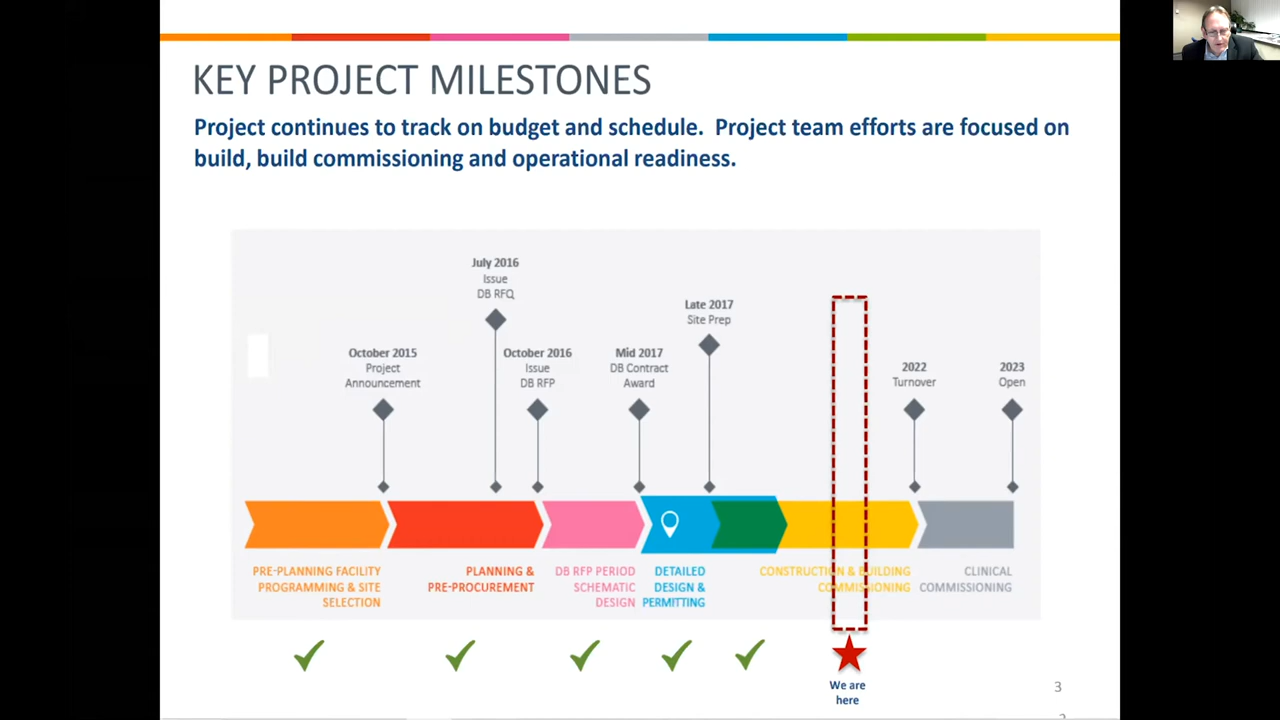 KEY PROJECT MILESTONES
Project continues to track on budget and schedule. Project team efforts are focused on
build, build commissioning and operational readiness.
July 2016
Issue
DB RFQ
Late 2017
Site Prep
October 2015
Project
Announcement
October 2016
Issue
DB RFP
Mid 2017
DB Contract
Award
2022
Turnover
2023
Open
PRE-PLANNING FACILITY
PROGRAMMING & SITE
SELECTION
PLANNING &
PRE-PROCUREMENT
DB RFP PERIOD
SCHEMATIC
DESIGN
DETAILED
DESIGN &
PERMITTING
CONSTRUCTION & BUILDING
COMMISSIONING
CLINICAL
COMMISSIONING
We are
here
3